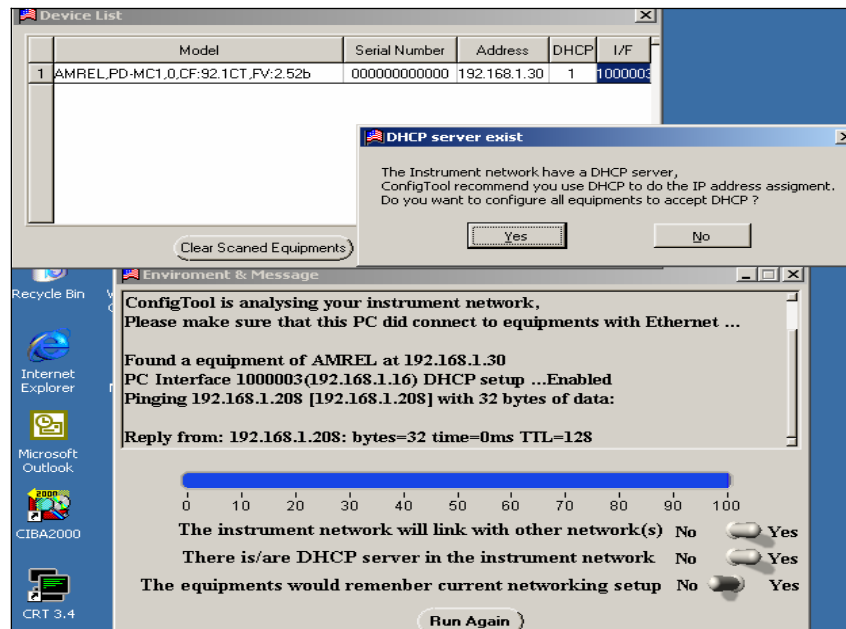 Device List
Model Serial Number Address DHCP I/F
1 AMREL,PD-MC1,0,CF:92.1CT,FV:2.52b 000000000000 192.168.1.30 1 1000003
DHCP server exist
The Instrument network have a DHCP server,
ConfigTool recommend you use DHCP to do the IP address assigment.
Do you want to configure all equipments to accept DHCP ?
Yes No
Clear Scaned Equipments
Recycle Bin
Internet
Explorer
Microsoft
Outlook
2000
CIBA2000
CRT 3.4
Enviroment & Message
ConfigTool is analysing your instrument network,
Please make sure that this PC did connect to equipments with Ethernet ...
Found a equipment of AMREL at 192.168.1.30
PC Interface 1000003(192.168.1.16) DHCP setup ...Enabled
Pinging 192.168.1.208 [192.168.1.208] with 32 bytes of data:
Reply from: 192.168.1.208: bytes=32 time=0ms TTL=128
0 10 20 30 40 50 60 70 80 90 100
The instrument network will link with other network(s) No Yes
There is/are DHCP server in the instrument network No Yes
The equipments would remenber current networking setup No Yes
Run Again